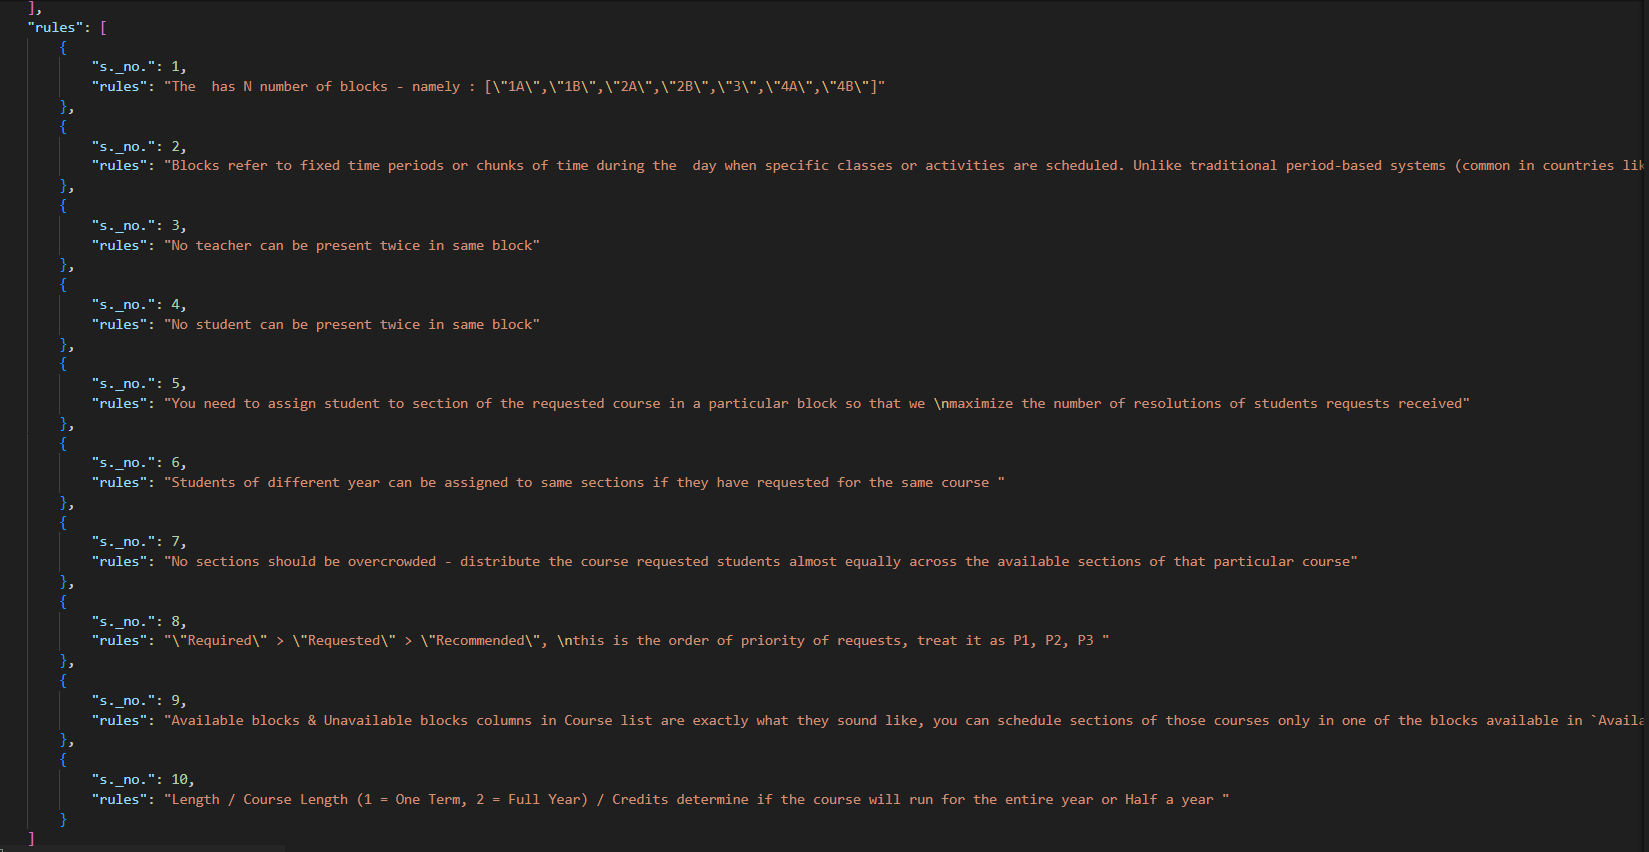 ],
"rules": [
{
"s._no.": 1,
"rules": "The  has N number of blocks - namely : [\"1A\",\"1B\",\"2A\",\"2B\",\"3\",\"4A\",\"4B\"]"
},
{
"s._no.": 2,
"rules": "Blocks refer to fixed time periods or chunks of time during the  day when specific classes or activities are scheduled. Unlike traditional period-based systems (common in countries
},
{
"s._no.": 3,
"rules": "No teacher can be present twice in same block"
},
{
"s._no.": 4,
"rules": "No student can be present twice in same block"
},
{
"s._no.": 5,
"rules": "You need to assign student to section of the requested course in a particular block so that we \nmaximize the number of resolutions of students requests received"
},
{
"s._no.": 6,
"rules": "Students of different year can be assigned to same sections if they have requested for the same course "
},
{
"s._no.": 7,
"rules": "No sections should be overcrowded - distribute the course requested students almost equally across the available sections of that particular course"
},
{
"s._no.": 8,
"rules": "\"Required\" > \"Requested\" > \"Recommended\", \nthis is the order of priority of requests, treat it as P1, P2, P3 "
},
{
"s._no.": 9,
"rules": "Available blocks & Unavailable blocks columns in Course list are exactly what they sound like, you can schedule sections of those courses only in one of the blocks available in
},
{
"s._no.": 10,
"rules": "Length / Course Length (1 = One Term, 2 = Full Year) / Credits determine if the course will run for the entire year or Half a year "
}
]